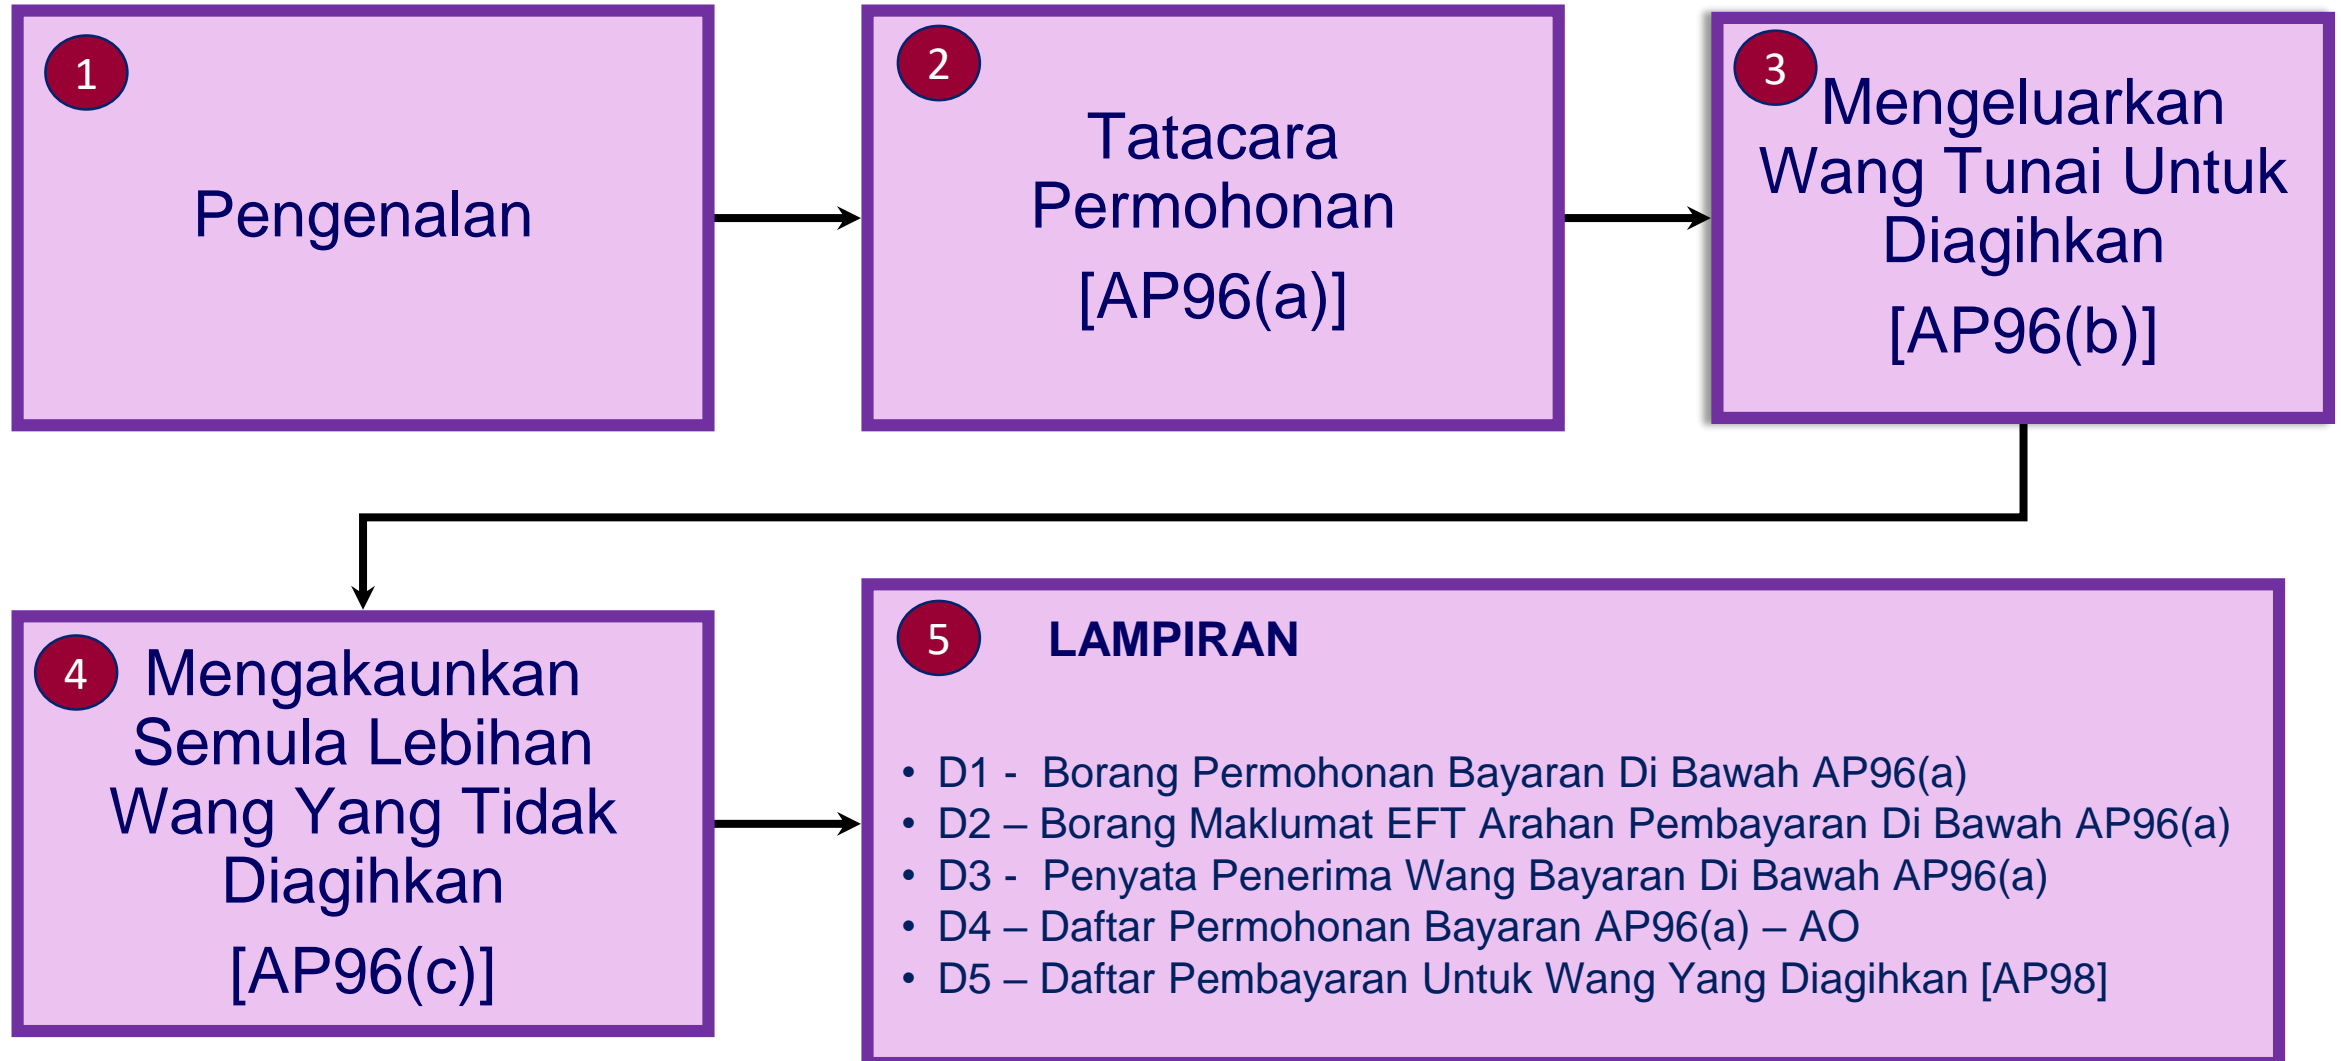 1
Pengenalan
2
Tatacara
Permohonan
[AP96(a)]
3
Mengeluarkan
Wang Tunai Untuk
Diagihkan
[AP96(b)]
4
Mengakaunkan
Semula Lebihan
Wang Yang Tidak
Diagihkan
[AP96(c)]
5
LAMPIRAN
• D1 - Borang Permohonan Bayaran Di Bawah AP96(a)
• D2 – Borang Maklumat EFT Arahan Pembayaran Di Bawah AP96(a)
• D3 - Penyata Penerima Wang Bayaran Di Bawah AP96(a)
• D4 – Daftar Permohonan Bayaran AP96(a) – AO
• D5 – Daftar Pembayaran Untuk Wang Yang Diagihkan [AP98]